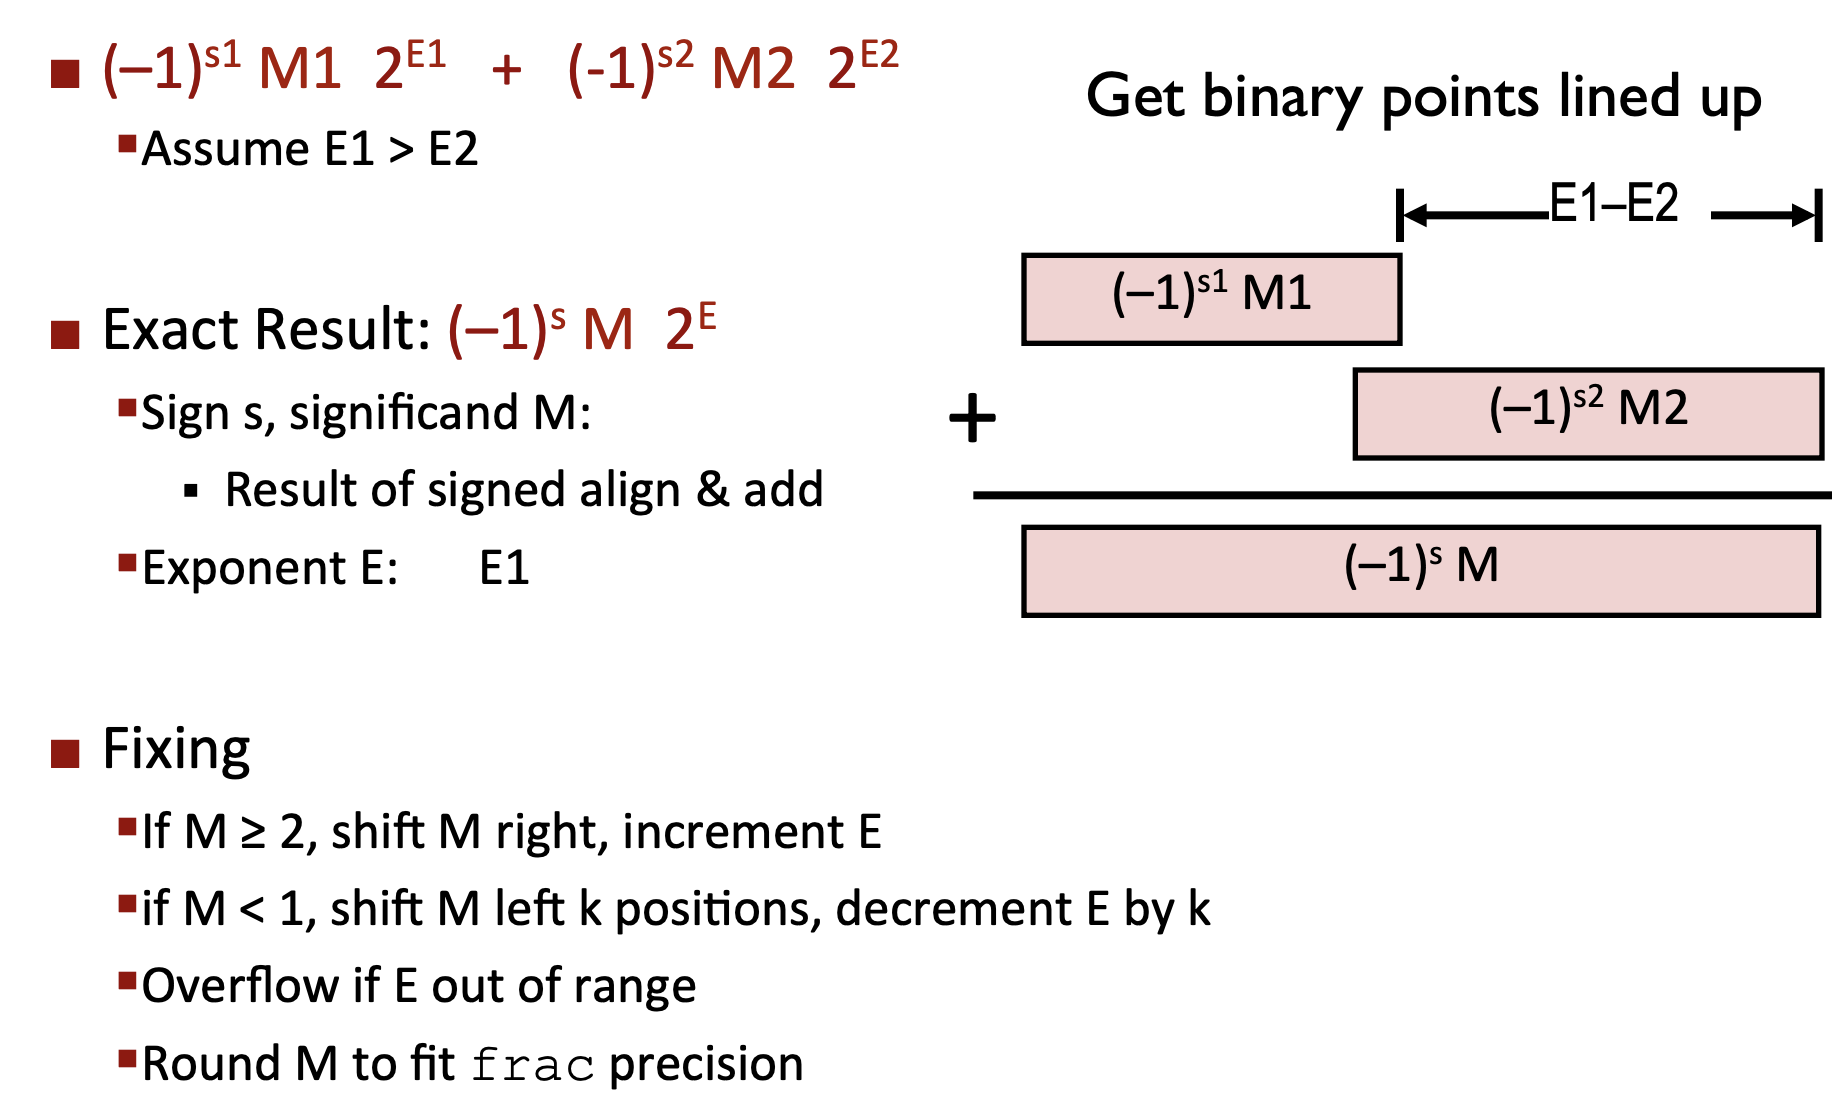 ■ (–1)^s1 M1 2^E1 + (-1)^s2 M2 2^E2
▪Assume E1 > E2
■ Exact Result: (–1)^s M 2^E
▪Sign s, significand M:
▪ Result of signed align & add
▪Exponent E: E1
■ Fixing
▪If M ≥ 2, shift M right, increment E
▪if M < 1, shift M left k positions, decrement E by k
▪Overflow if E out of range
▪Round M to fit frac precision
Get binary points lined up
E1–E2
(–1)^s1 M1
+ (–1)^s2 M2
(–1)^s M